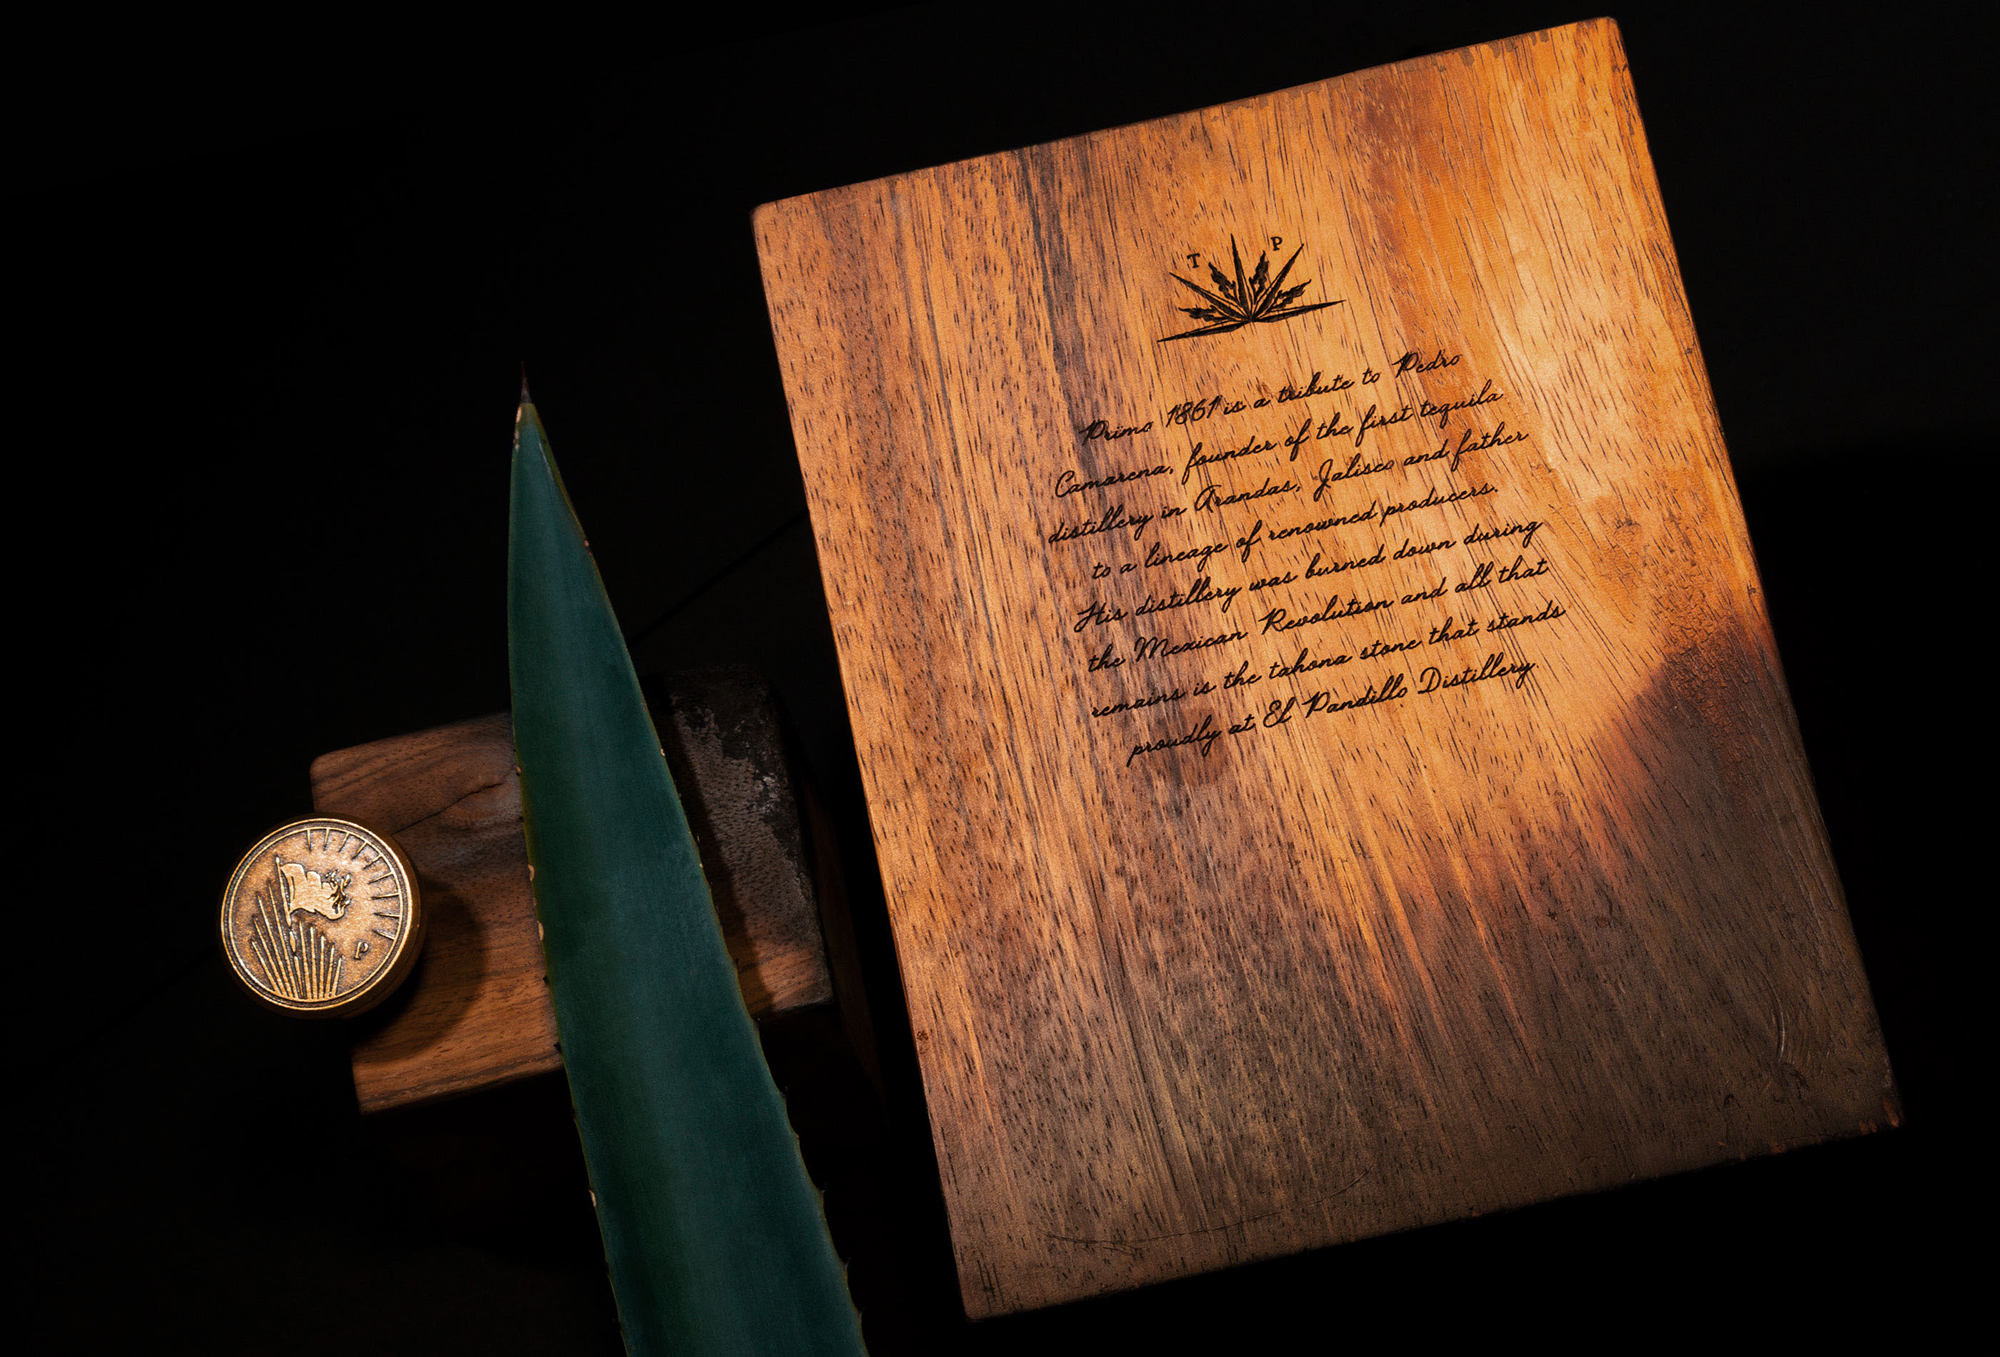 T P
Primo 1861 is a tribute to Pedro
Camarena, founder of the first tequila
distillery in Arandas, Jalisco and father
to a lineage of renowned producers.
His distillery was burned down during
the Mexican Revolution and all that
remains is the tahona stone that stands
proudly at El Pandillo Distillery.
P